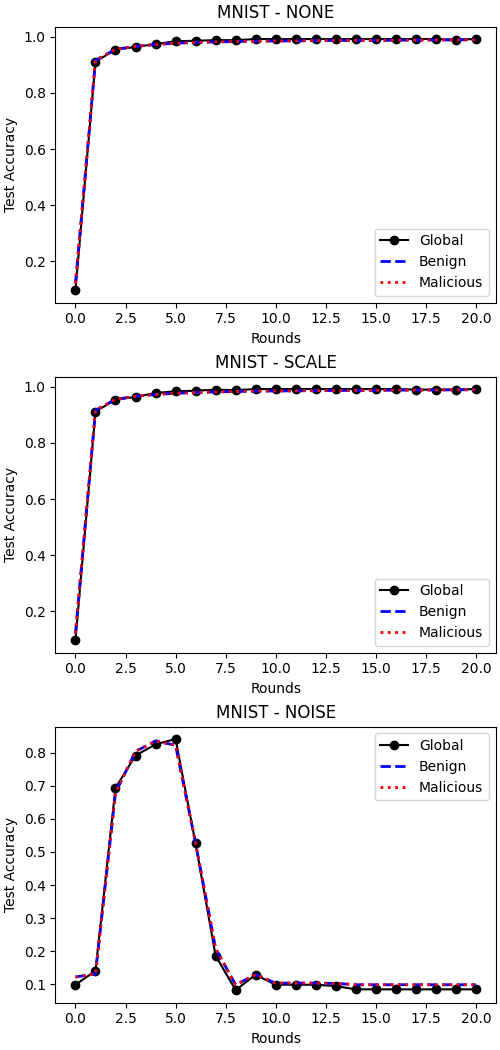 MNIST - NONE
1.0
0.8
0.6
0.4
0.2
Test Accuracy
Global
Benign
Malicious
0.0 2.5 5.0 7.5 10.0 12.5 15.0 17.5 20.0
Rounds
MNIST - SCALE
1.0
0.8
0.6
0.4
0.2
Test Accuracy
Global
Benign
Malicious
0.0 2.5 5.0 7.5 10.0 12.5 15.0 17.5 20.0
Rounds
MNIST - NOISE
0.8
0.7
0.6
0.5
0.4
0.3
0.2
0.1
Test Accuracy
Global
Benign
Malicious
0.0 2.5 5.0 7.5 10.0 12.5 15.0 17.5 20.0
Rounds